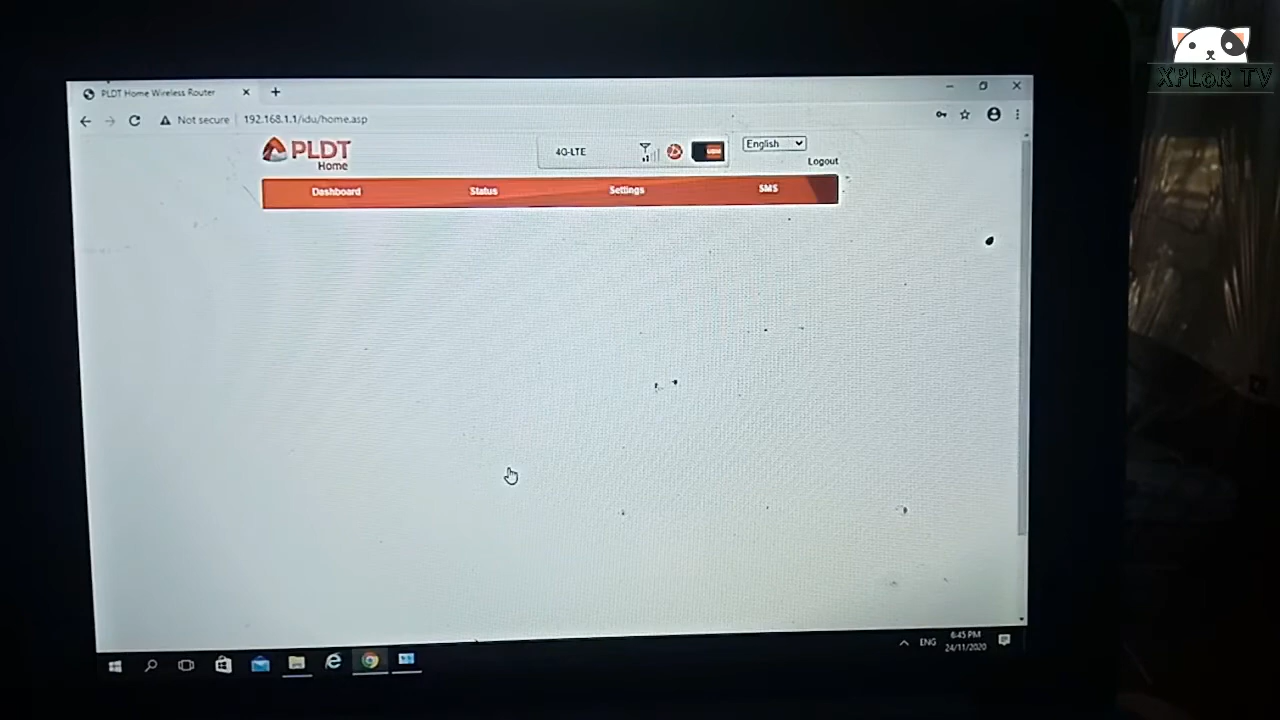 XPLoR TV
PLDT Home Wireless Router
Not secure 192.168.1.1/idu/home.asp
PLDT
Home
4G-LTE
English
Logout
Dashboard Status Settings SMS
ENG
6:45 PM
24/11/2020